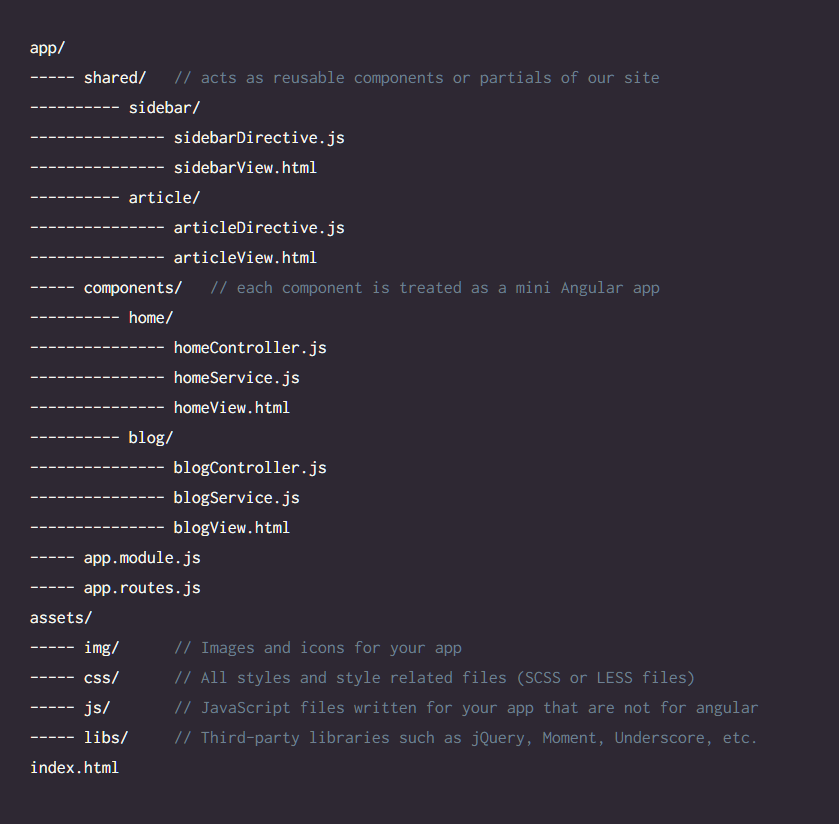 app/
----- shared/   // acts as reusable components or partials of our site
---------- sidebar/
--------------- sidebarDirective.js
--------------- sidebarView.html
---------- article/
--------------- articleDirective.js
--------------- articleView.html
----- components/   // each component is treated as a mini Angular app
---------- home/
--------------- homeController.js
--------------- homeService.js
--------------- homeView.html
---------- blog/
--------------- blogController.js
--------------- blogService.js
--------------- blogView.html
----- app.module.js
----- app.routes.js
assets/
----- img/      // Images and icons for your app
----- css/      // All styles and style related files (SCSS or LESS files)
----- js/       // JavaScript files written for your app that are not for angular
----- libs/     // Third-party libraries such as jQuery, Moment, Underscore, etc.
index.html